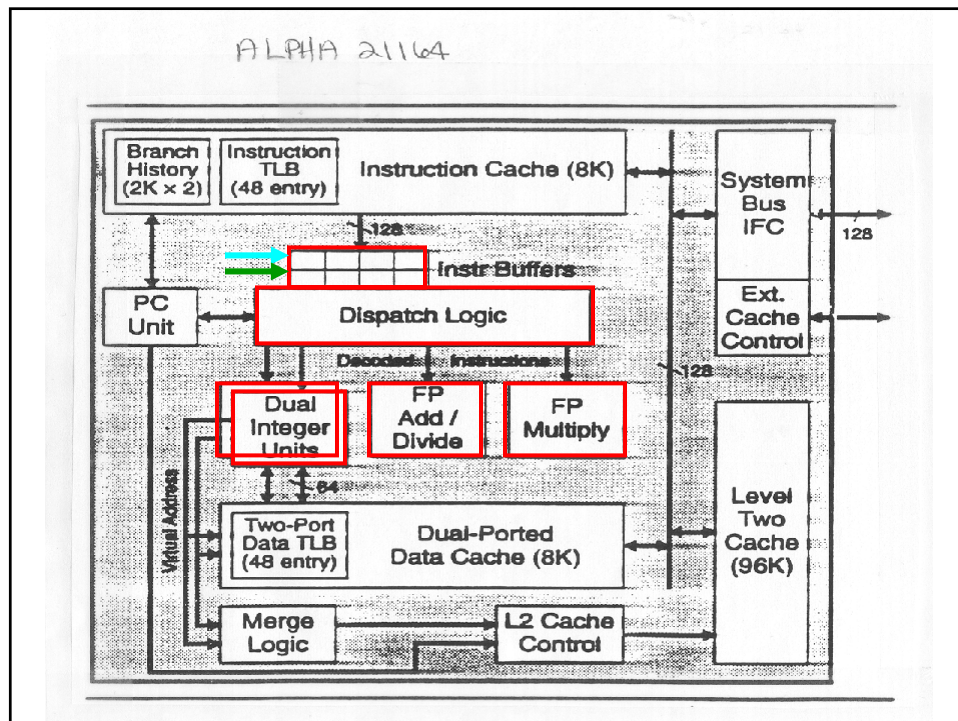 ALPHA 21164
Branch
History
(2K × 2)
Instruction
TLB
(48 entry)
Instruction Cache (8K)
System
Bus
IFC
128
128
Instr Buffers
PC
Unit
Dispatch Logic
Ext.
Cache
Control
Decoded Instructions
128
Dual
Integer
Units
FP
Add /
Divide
FP
Multiply
64
Virtual Address
Two-Port
Data TLB
(48 entry)
Dual-Ported
Data Cache (8K)
Level
Two
Cache
(96K)
Merge
Logic
L2 Cache
Control